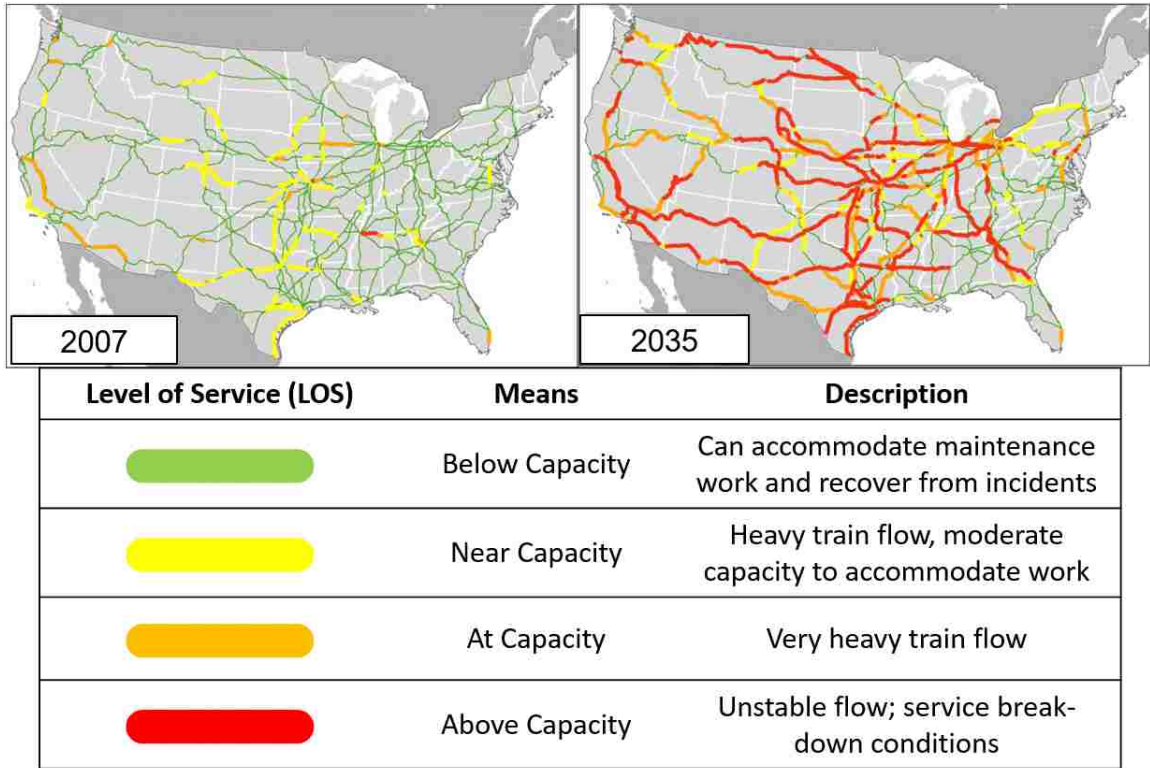 2007
2035
Level of Service (LOS) Means Description
Below Capacity
Can accommodate maintenance
work and recover from incidents
Near Capacity
Heavy train flow, moderate
capacity to accommodate work
At Capacity
Very heavy train flow
Above Capacity
Unstable flow; service break-
down conditions